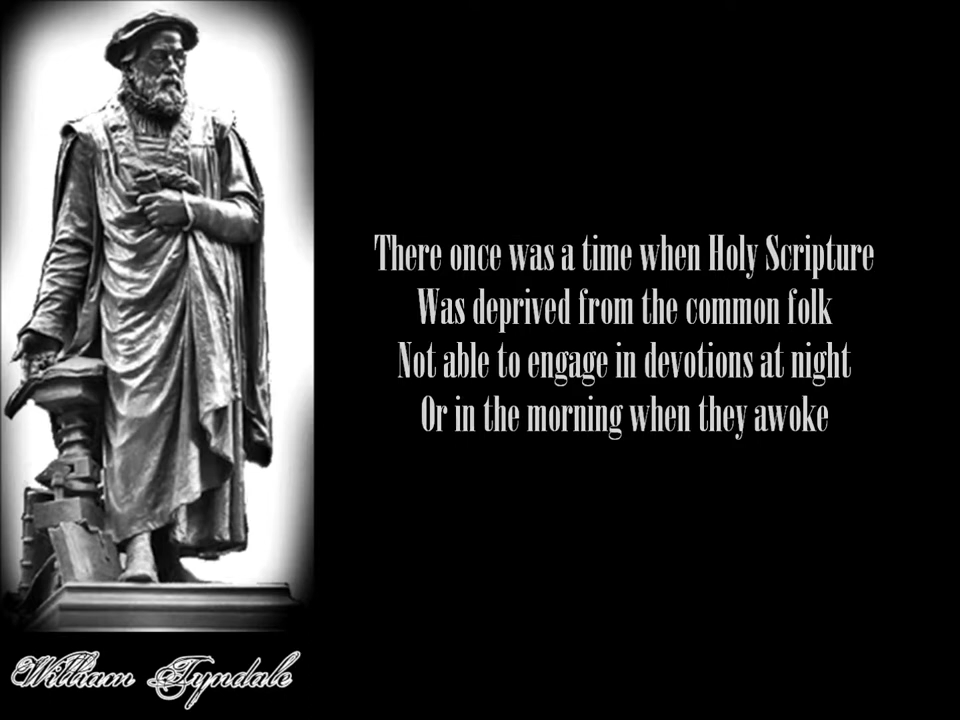 There once was a time when Holy Scripture
Was deprived from the common folk
Not able to engage in devotions at night
Or in the morning when they awoke
William Tyndale